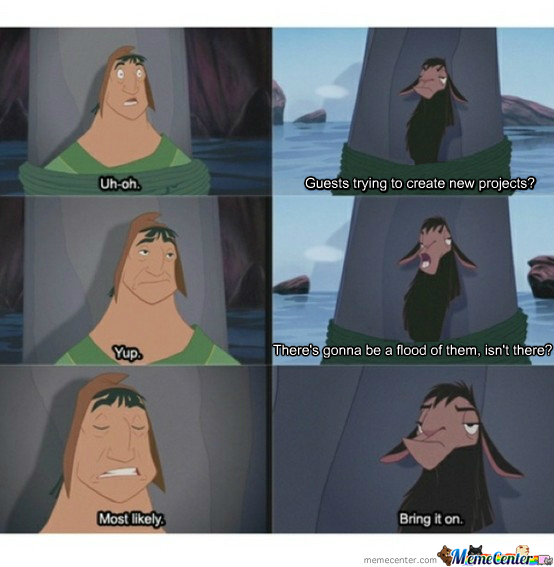 Uh-oh.
Guests trying to create new projects?
Yup.
There's gonna be a flood of them, isn't there?
Most likely.
Bring it on.
memecenter.com MemeCenter